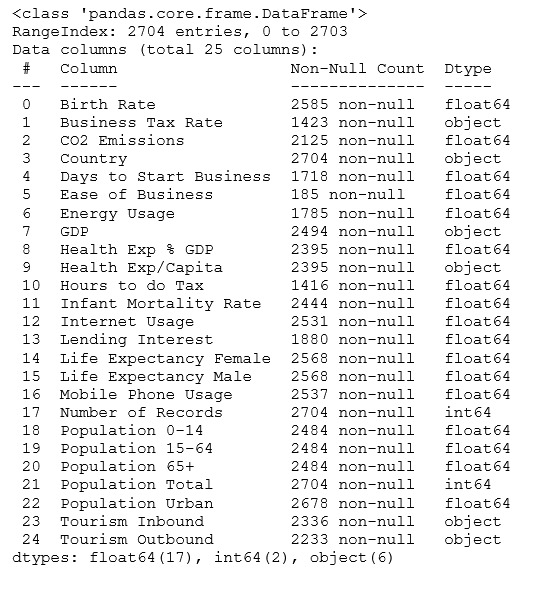 <class 'pandas.core.frame.DataFrame'>
RangeIndex: 2704 entries, 0 to 2703
Data columns (total 25 columns):
 #   Column                  Non-Null Count  Dtype
---  ------                  --------------  -----
 0   Birth Rate              2585 non-null   float64
 1   Business Tax Rate       1423 non-null   object
 2   CO2 Emissions           2125 non-null   float64
 3   Country                 2704 non-null   object
 4   Days to Start Business  1718 non-null   float64
 5   Ease of Business        185 non-null    float64
 6   Energy Usage            1785 non-null   float64
 7   GDP                     2494 non-null   object
 8   Health Exp % GDP        2395 non-null   float64
 9   Health Exp/Capita       2395 non-null   object
 10  Hours to do Tax         1416 non-null   float64
 11  Infant Mortality Rate   2444 non-null   float64
 12  Internet Usage          2531 non-null   float64
 13  Lending Interest        1880 non-null   float64
 14  Life Expectancy Female  2568 non-null   float64
 15  Life Expectancy Male    2568 non-null   float64
 16  Mobile Phone Usage      2537 non-null   float64
 17  Number of Records       2704 non-null   int64
 18  Population 0-14         2484 non-null   float64
 19  Population 15-64        2484 non-null   float64
 20  Population 65+          2484 non-null   float64
 21  Population Total        2704 non-null   int64
 22  Population Urban        2678 non-null   float64
 23  Tourism Inbound         2336 non-null   object
 24  Tourism Outbound        2233 non-null   object
dtypes: float64(17), int64(2), object(6)